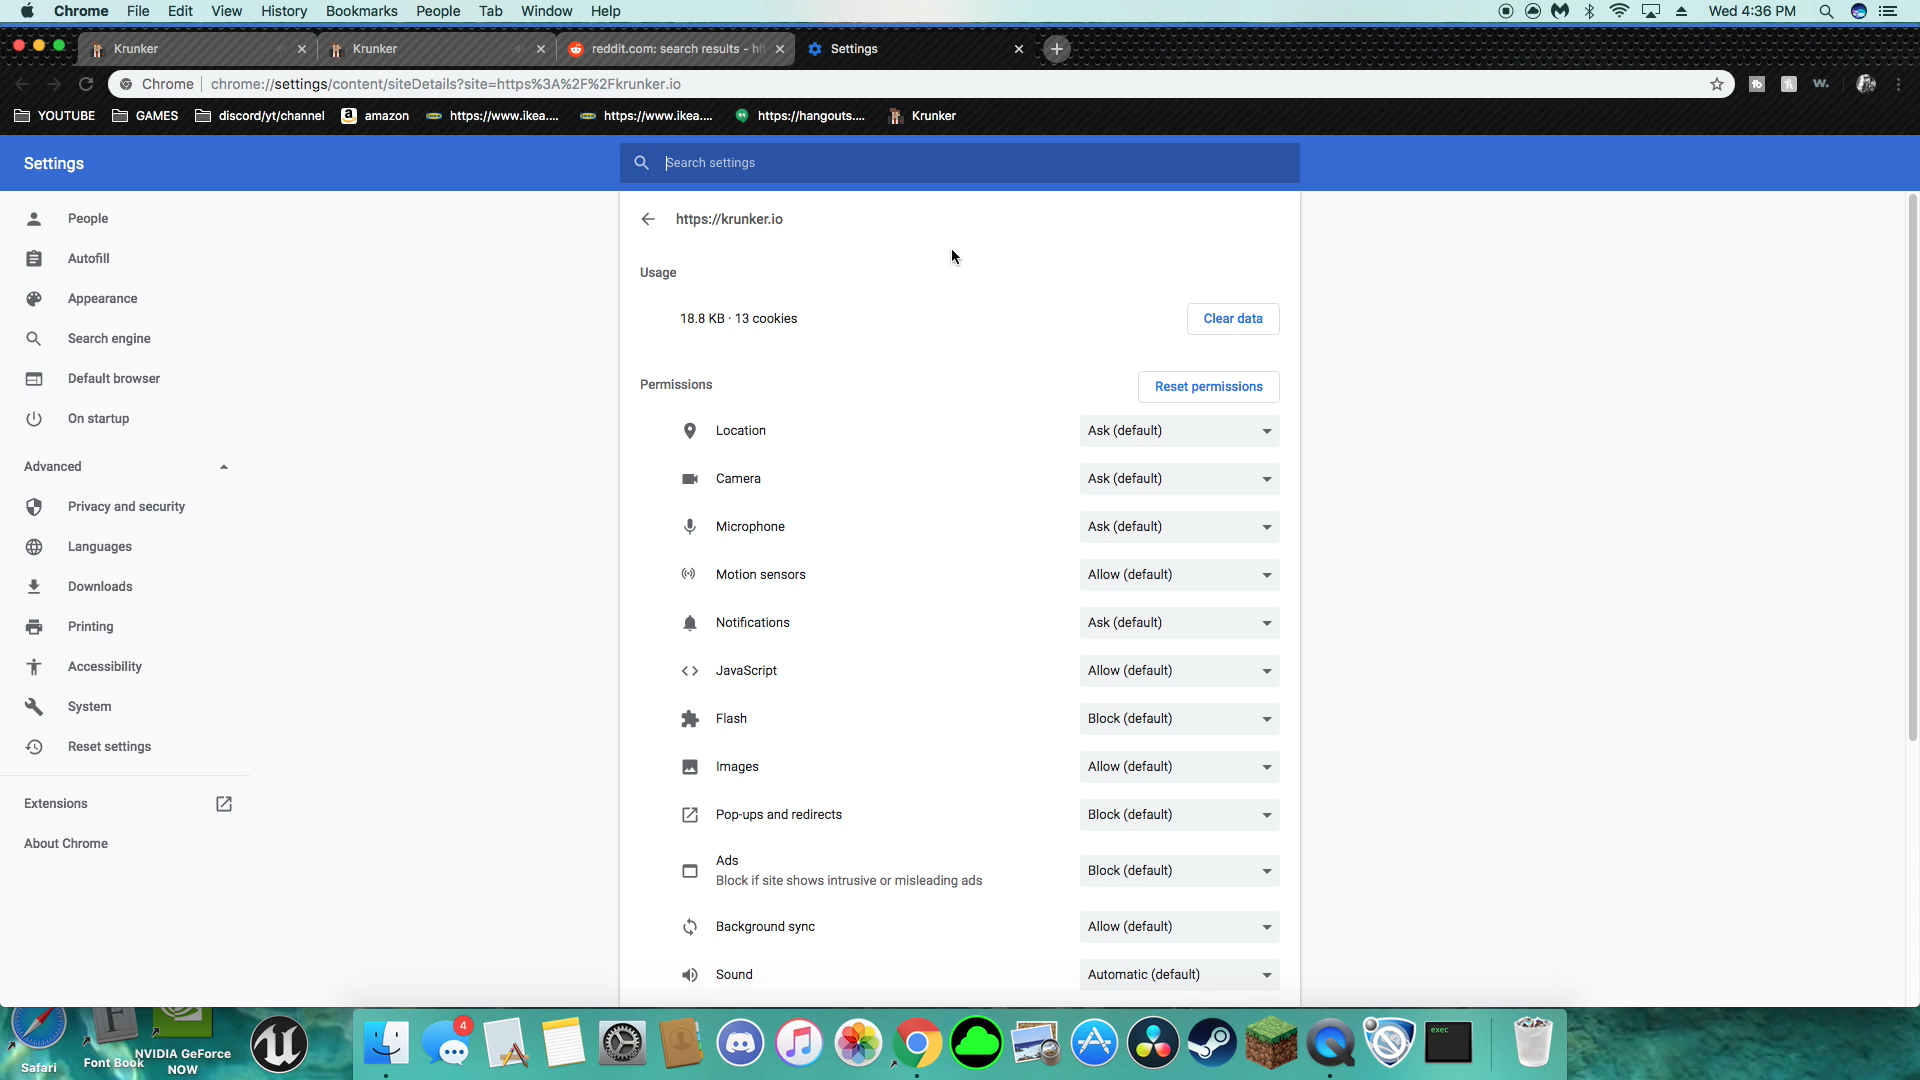 Chrome File Edit View History Bookmarks People Tab Window Help Wed 4:36 PM
Krunker Krunker reddit.com: search results - hi Settings
Chrome chrome://settings/content/siteDetails?site=https%3A%2F%2Fkrunker.io w.
YOUTUBE GAMES discord/yt/channel amazon https://www.ikea.... https://www.ikea.... https://hangouts.... Krunker
Settings Search settings
People
Autofill
Appearance
Search engine
Default browser
On startup
Advanced
Privacy and security
Languages
Downloads
Printing
Accessibility
System
Reset settings
Extensions
About Chrome
https://krunker.io
Usage
18.8 KB · 13 cookies Clear data
Permissions Reset permissions
Location Ask (default)
Camera Ask (default)
Microphone Ask (default)
Motion sensors Allow (default)
Notifications Ask (default)
JavaScript Allow (default)
Flash Block (default)
Images Allow (default)
Pop-ups and redirects Block (default)
Ads Block (default)
Block if site shows intrusive or misleading ads
Background sync Allow (default)
Sound Automatic (default)
Safari
Font Book
NVIDIA GeForce
NOW
4
exec